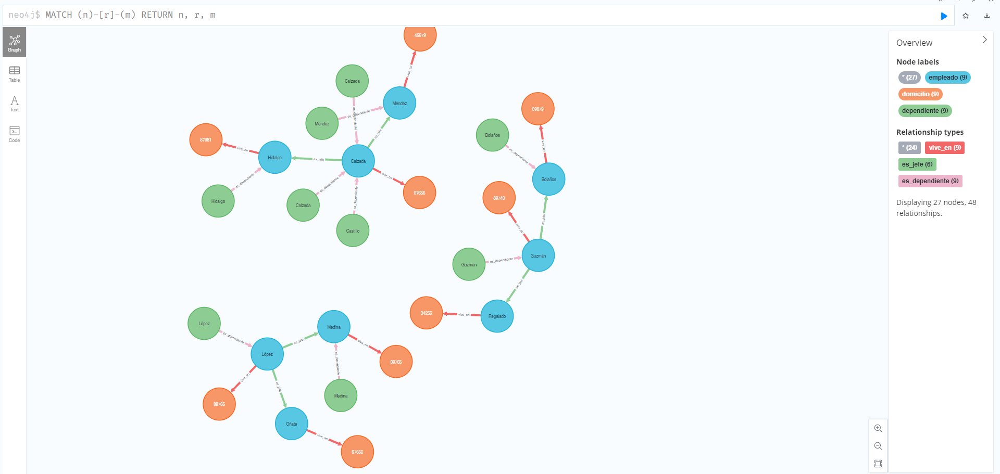 neo4j$ MATCH (n)-[r]-(m) RETURN n, r, m
Graph
Table
Text
Code
45679
vive_en
Calzada
Méndez
es_dependiente
Méndez
es_dependiente
es_jefe
87981
vive_en
Hidalgo
es_jefe
Calzada
es_dependiente
Hidalgo
es_dependiente
Calzada
es_dependiente
Castillo
vive_en
67656
09879
vive_en
Bolaños
es_dependiente
Bolaños
89740
vive_en
es_jefe
Guzmán
es_dependiente
Guzmán
es_jefe
34256
vive_en
Regalado
López
es_dependiente
López
es_jefe
Medina
vive_en
09765
es_dependiente
Medina
vive_en
89765
es_jefe
Oñate
vive_en
67656
Overview
Node labels
* (27) empleado (9)
domicilio (9)
dependiente (9)
Relationship types
* (24) vive_en (9)
es_jefe (6)
es_dependiente (9)
Displaying 27 nodes, 48
relationships.